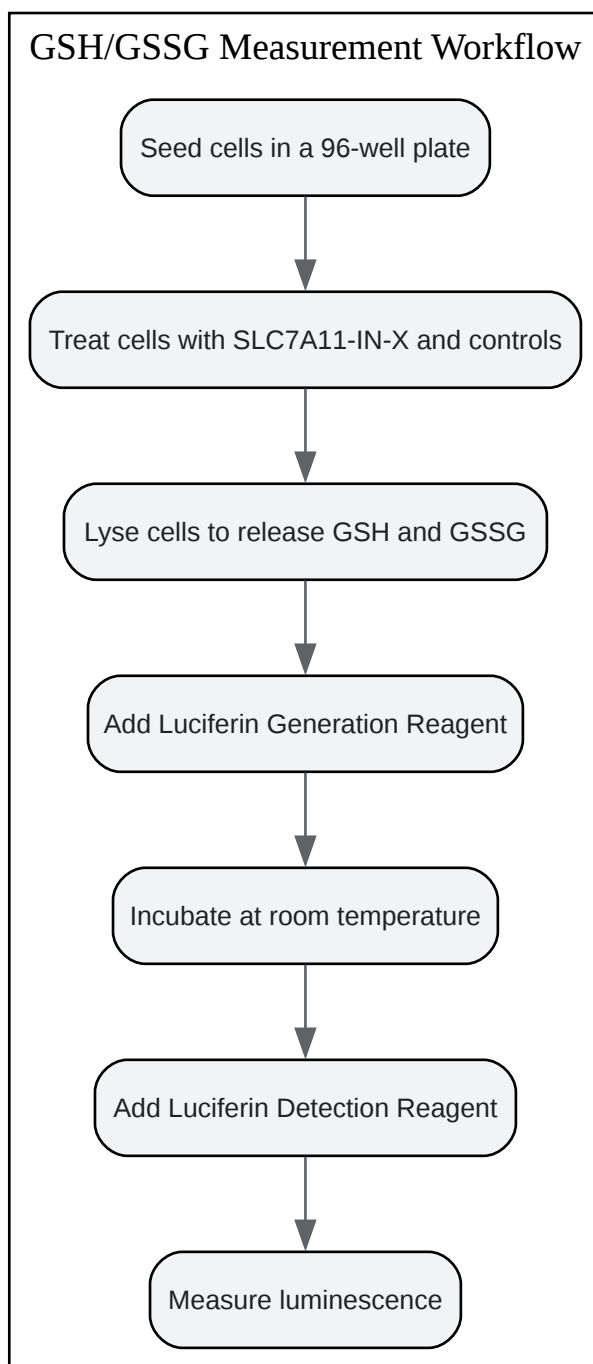 GSH/GSSG Measurement Workflow
Seed cells in a 96-well plate
Treat cells with SLC7A11-IN-X and controls
Lyse cells to release GSH and GSSG
Add Luciferin Generation Reagent
Incubate at room temperature
Add Luciferin Detection Reagent
Measure luminescence